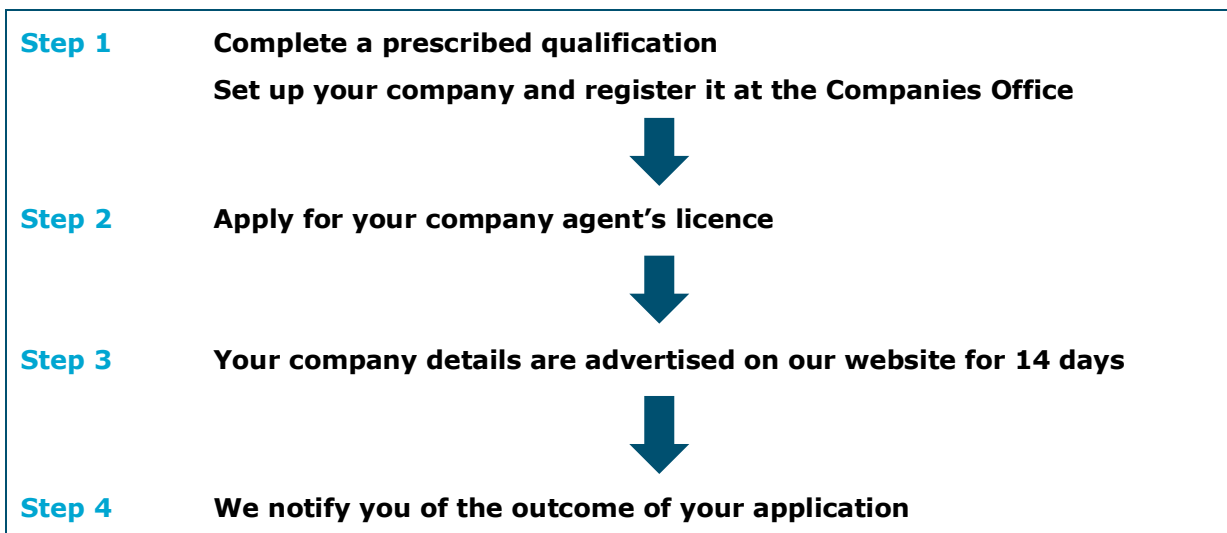 Step 1 Complete a prescribed qualification
Set up your company and register it at the Companies Office
Step 2 Apply for your company agent’s licence
Step 3 Your company details are advertised on our website for 14 days
Step 4 We notify you of the outcome of your application